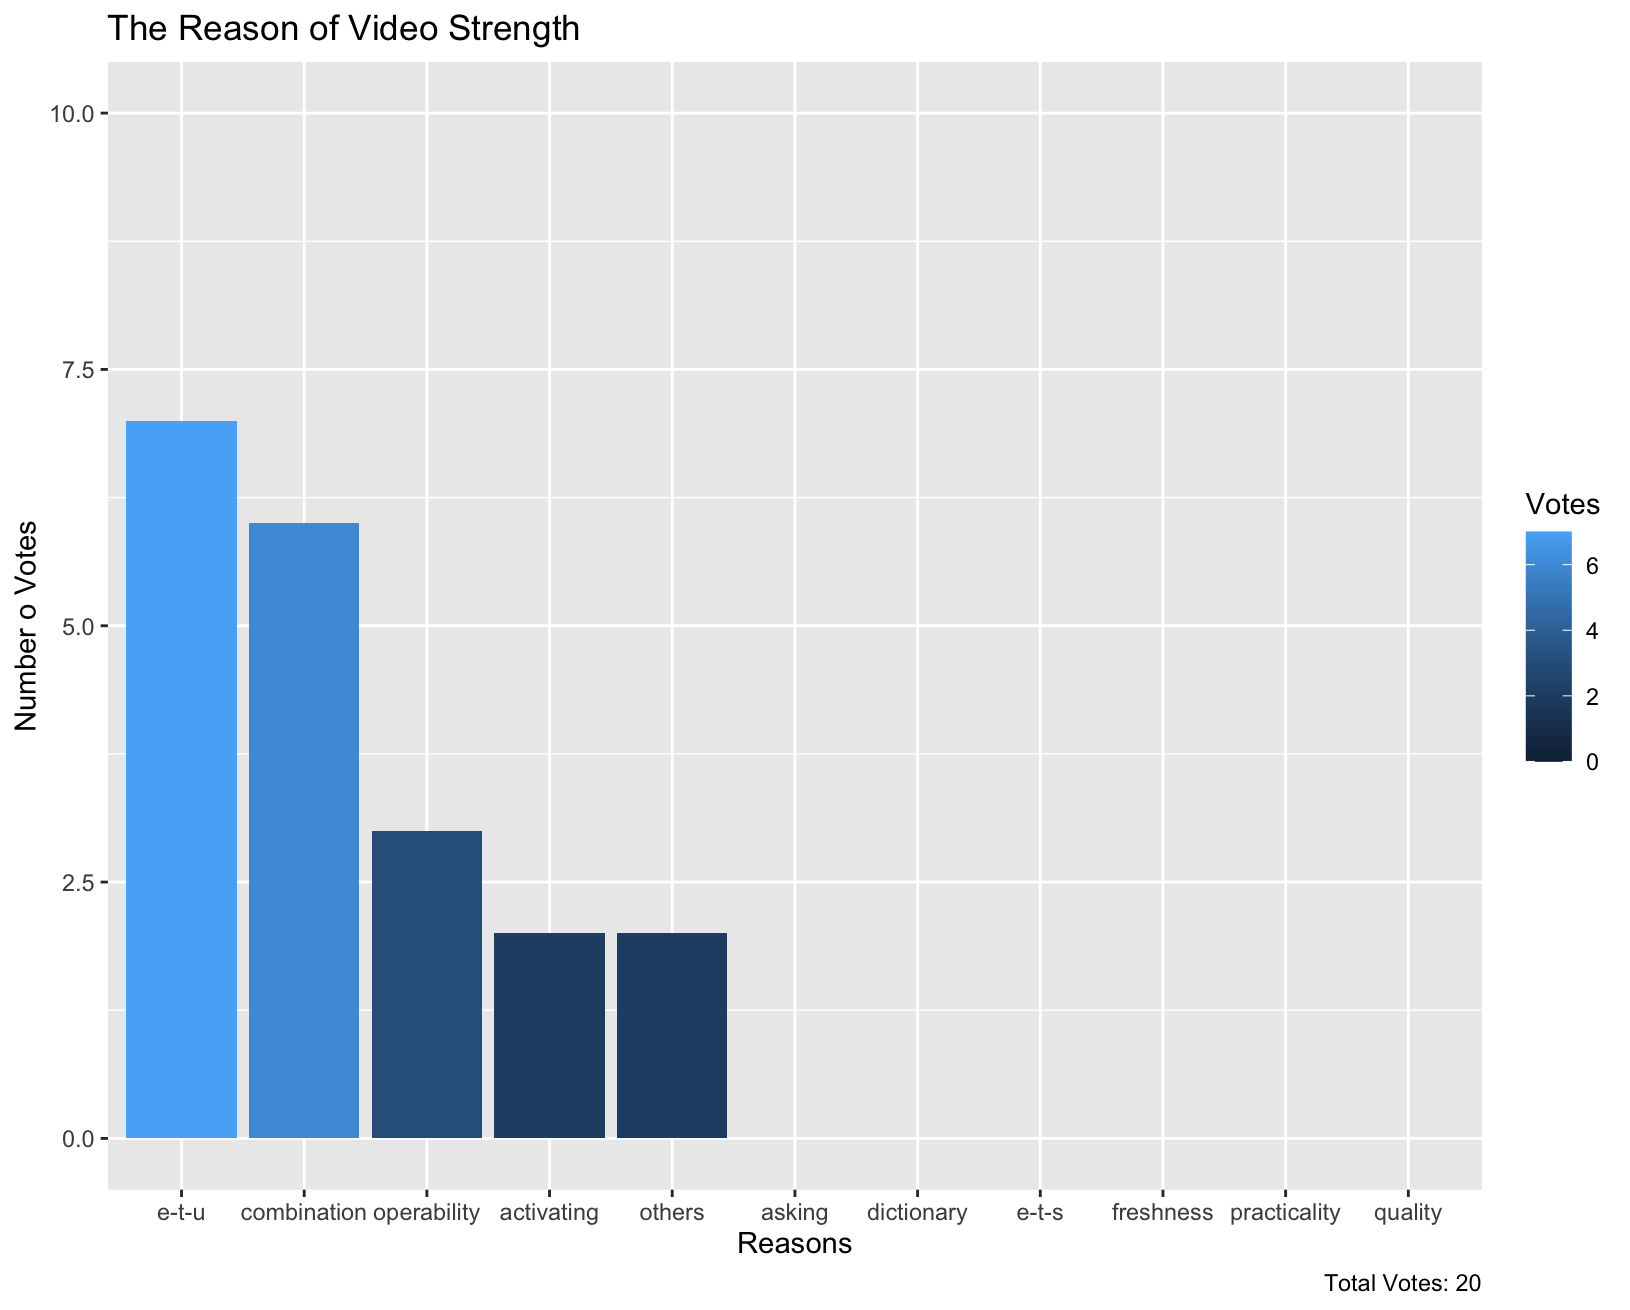 The Reason of Video Strength
Number o Votes
10.0
7.5
5.0
2.5
0.0
e-t-u combination operability activating others asking dictionary e-t-s freshness practicality quality
Reasons
Votes
6
4
2
0
Total Votes: 20